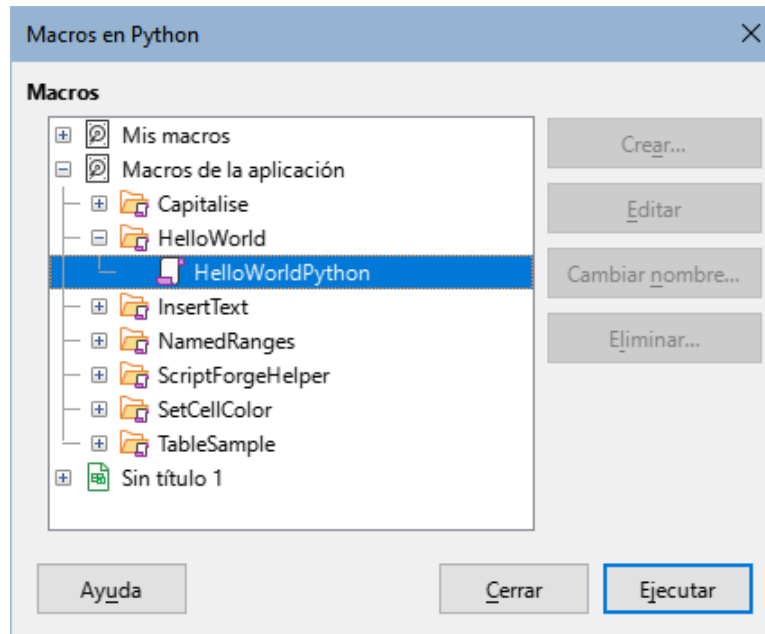 Macros en Python
Macros
Mis macros
Macros de la aplicación
Capitalise
HelloWorld
HelloWorldPython
InsertText
NamedRanges
ScriptForgeHelper
SetCellColor
TableSample
Sin título 1
Crear...
Editar
Cambiar nombre...
Eliminar...
Ayuda
Cerrar
Ejecutar